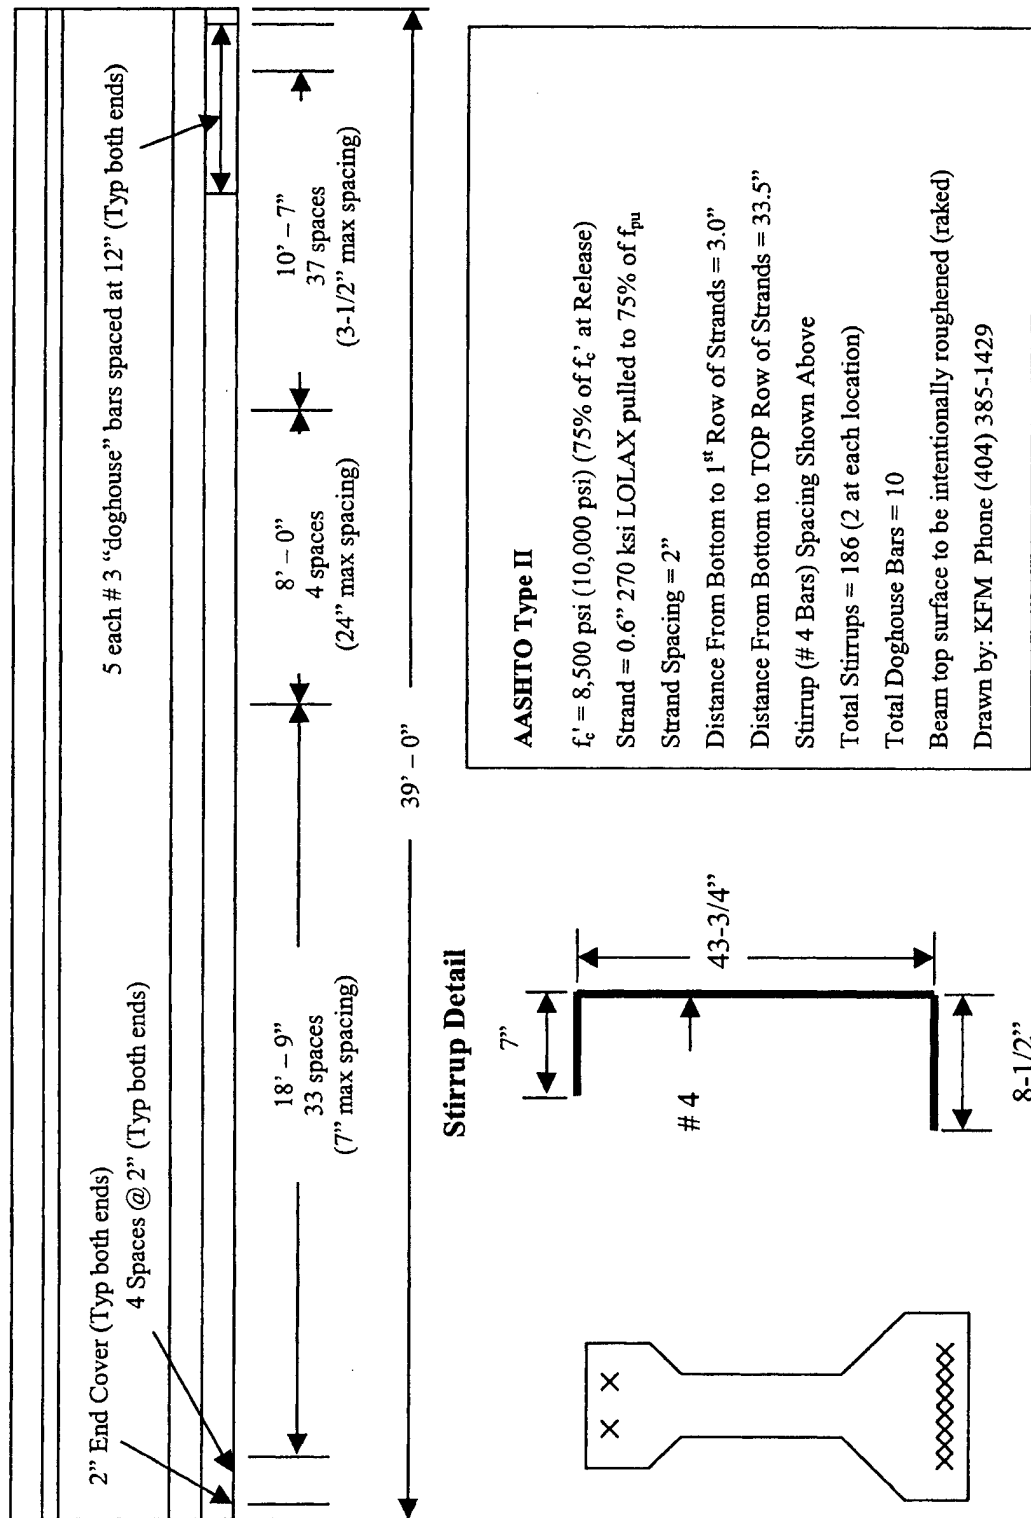 5 each # 3 “doghouse” bars spaced at 12” (Typ both ends)
2” End Cover (Typ both ends)
4 Spaces @ 2” (Typ both ends)
18’ – 9”
33 spaces
(7” max spacing)
8’ – 0”
4 spaces
(24” max spacing)
10’ – 7”
37 spaces
(3-1/2” max spacing)
39’ – 0”
Stirrup Detail
7”
# 4
43-3/4”
8-1/2”
AASHTO Type II
fc' = 8,500 psi (10,000 psi) (75% of fc’ at Release)
Strand = 0.6” 270 ksi LOLAX pulled to 75% of fpu
Strand Spacing = 2”
Distance From Bottom to 1st Row of Strands = 3.0”
Distance From Bottom to TOP Row of Strands = 33.5”
Stirrup (# 4 Bars) Spacing Shown Above
Total Stirrups = 186 (2 at each location)
Total Doghouse Bars = 10
Beam top surface to be intentionally roughened (raked)
Drawn by: KFM Phone (404) 385-1429